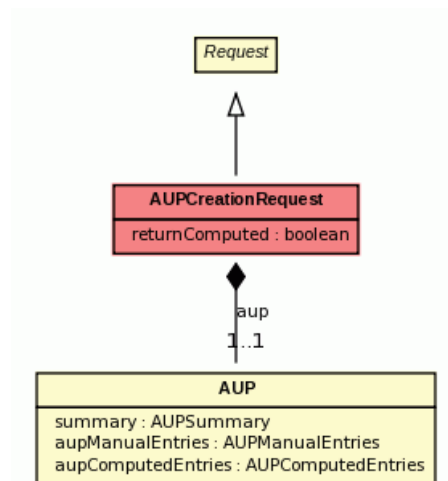 Request
AUPCreationRequest
returnComputed : boolean
aup
1..1
AUP
summary : AUPSummary
aupManualEntries : AUPManualEntries
aupComputedEntries : AUPComputedEntries